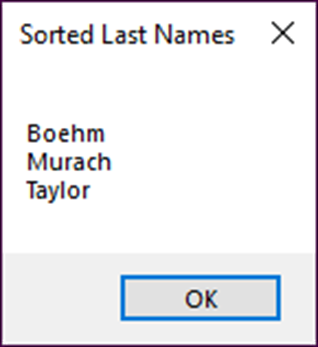 Sorted Last Names
Boehm
Murach
Taylor
OK